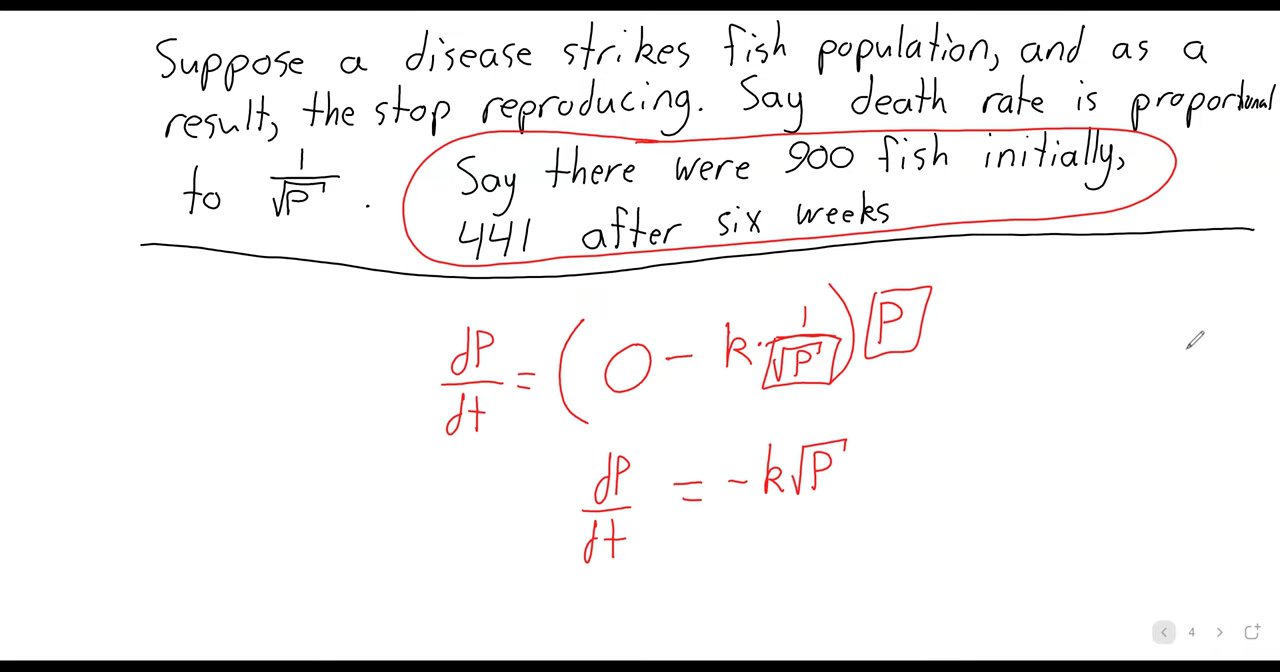 Suppose a disease strikes fish population, and as a
result, the stop reproducing. Say death rate is proportional
to 1/√P . Say there were 900 fish initially,
441 after six weeks
dP/dt = (0 - k · 1/√P) P
dP/dt = -k√P
4